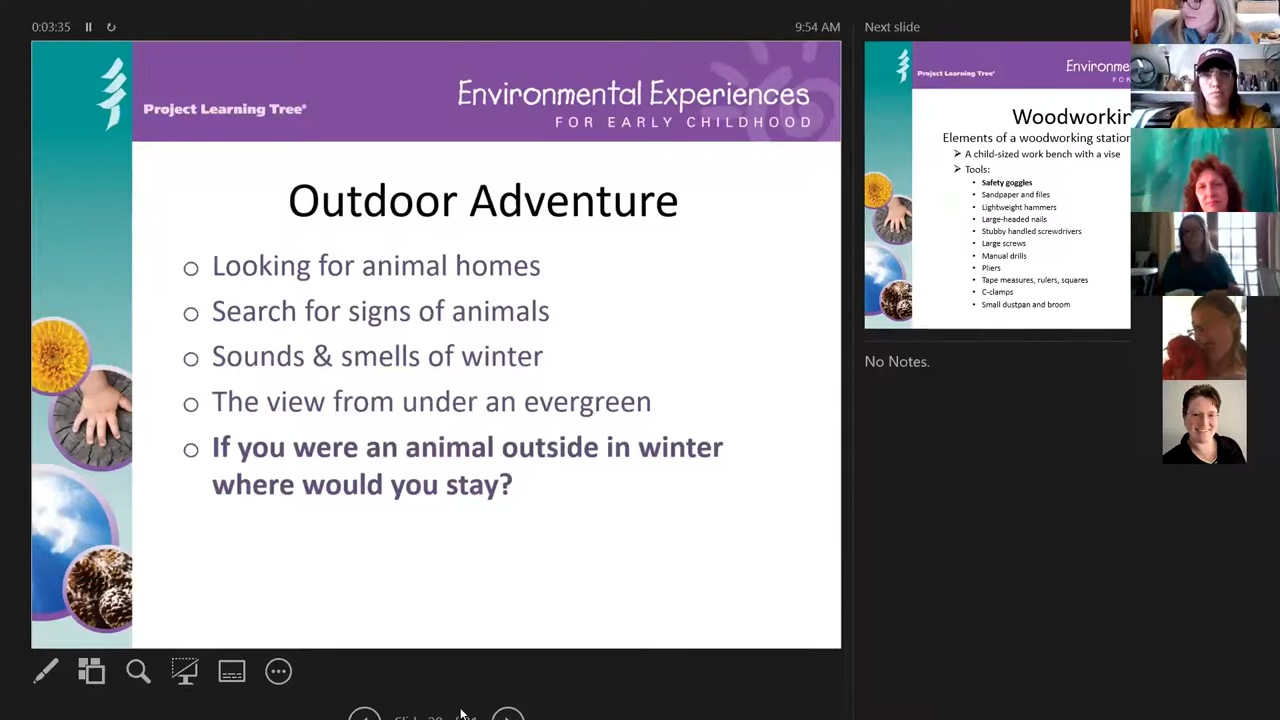 0:03:35
9:54 AM
Project Learning Tree®
Environmental Experiences
FOR EARLY CHILDHOOD
Outdoor Adventure
Looking for animal homes
Search for signs of animals
Sounds & smells of winter
The view from under an evergreen
If you were an animal outside in winter
where would you stay?
Next slide
Project Learning Tree®
Elements of a woodworking station
A child-sized work bench with a vise
Tools:
Safety goggles
Sandpaper and files
Lightweight hammers
Large-headed nails
Stubby handled screwdrivers
Large screws
Manual drills
Pliers
Tape measures, rulers, squares
C-clamps
Small dustpan and broom
No Notes.